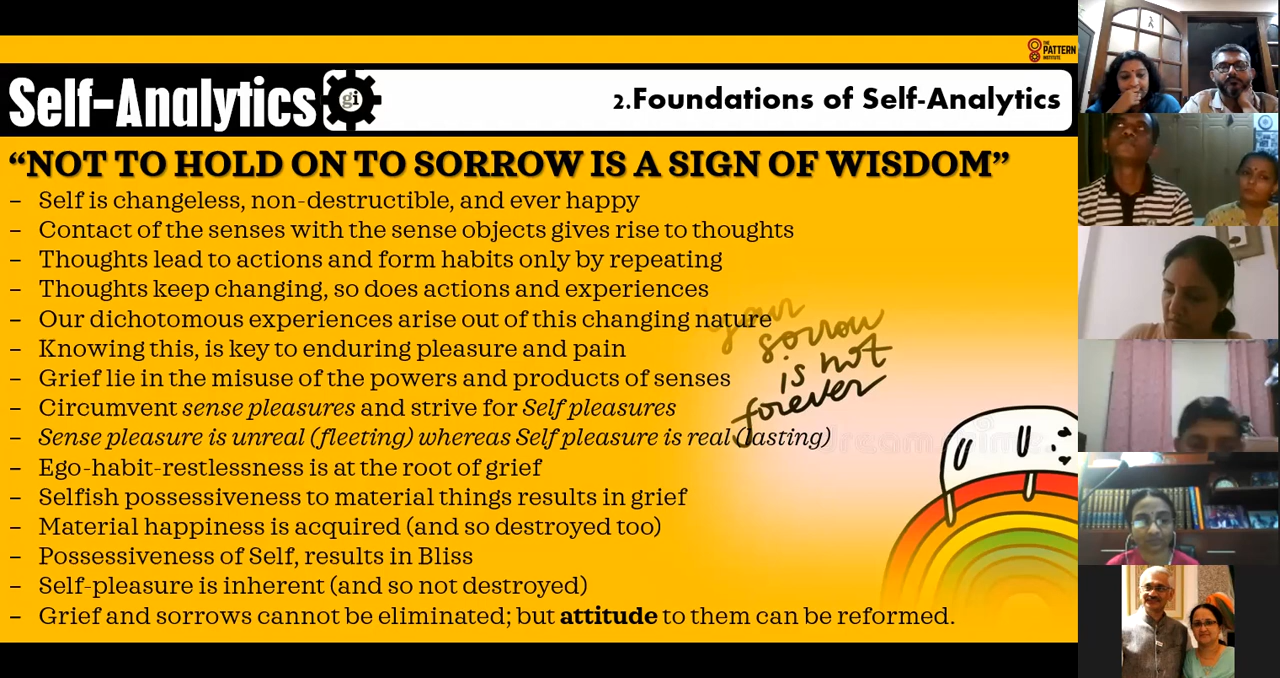 THE
PATTERN
INSTITUTE
Self-Analytics gi
2.Foundations of Self-Analytics
“NOT TO HOLD ON TO SORROW IS A SIGN OF WISDOM”
– Self is changeless, non-destructible, and ever happy
– Contact of the senses with the sense objects gives rise to thoughts
– Thoughts lead to actions and form habits only by repeating
– Thoughts keep changing, so does actions and experiences
– Our dichotomous experiences arise out of this changing nature
– Knowing this, is key to enduring pleasure and pain
– Grief lie in the misuse of the powers and products of senses
– Circumvent sense pleasures and strive for Self pleasures
– Sense pleasure is unreal (fleeting) whereas Self pleasure is real (lasting)
– Ego-habit-restlessness is at the root of grief
– Selfish possessiveness to material things results in grief
– Material happiness is acquired (and so destroyed too)
– Possessiveness of Self, results in Bliss
– Self-pleasure is inherent (and so not destroyed)
– Grief and sorrows cannot be eliminated; but attitude to them can be reformed.
your
sorrow
is not
forever